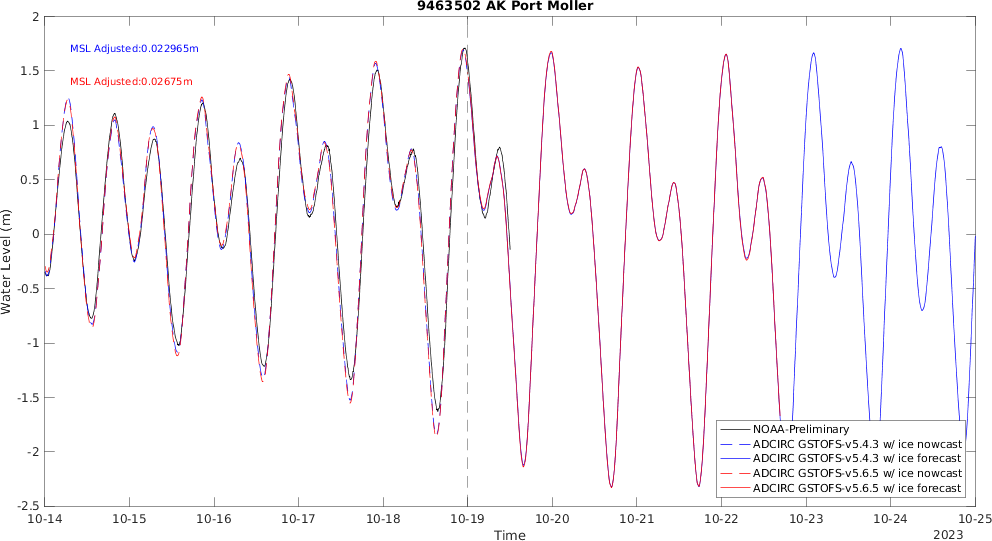 9463502 AK Port Moller
MSL Adjusted:0.022965m
MSL Adjusted:0.02675m
Water Level (m)
2
1.5
1
0.5
0
-0.5
-1
-1.5
-2
-2.5
NOAA-Preliminary
ADCIRC GSTOFS-v5.4.3 w/ ice nowcast
ADCIRC GSTOFS-v5.4.3 w/ ice forecast
ADCIRC GSTOFS-v5.6.5 w/ ice nowcast
ADCIRC GSTOFS-v5.6.5 w/ ice forecast
10-14 10-15 10-16 10-17 10-18 10-19 10-20 10-21 10-22 10-23 10-24 10-25
Time
2023